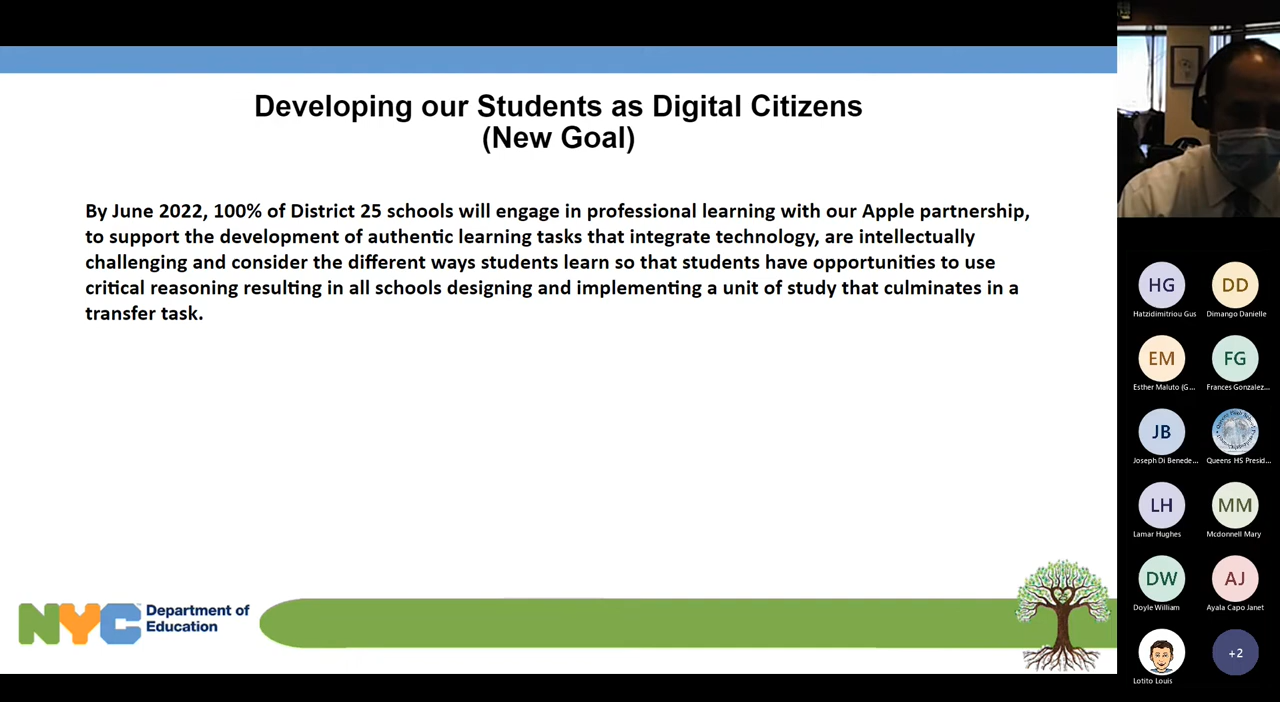 Developing our Students as Digital Citizens
(New Goal)
By June 2022, 100% of District 25 schools will engage in professional learning with our Apple partnership,
to support the development of authentic learning tasks that integrate technology, are intellectually
challenging and consider the different ways students learn so that students have opportunities to use
critical reasoning resulting in all schools designing and implementing a unit of study that culminates in a
transfer task.
NYC Department of
Education
HG
DD
Hatzidimitriou Gus
Dimango Danielle
EM
FG
Esther Maluto (G...
Frances Gonzalez...
JB
Joseph Di Benede...
Queens HS Presid...
LH
MM
Lamar Hughes
Mcdonnell Mary
DW
AJ
Doyle William
Ayala Capo Janet
+2
Lotito Louis